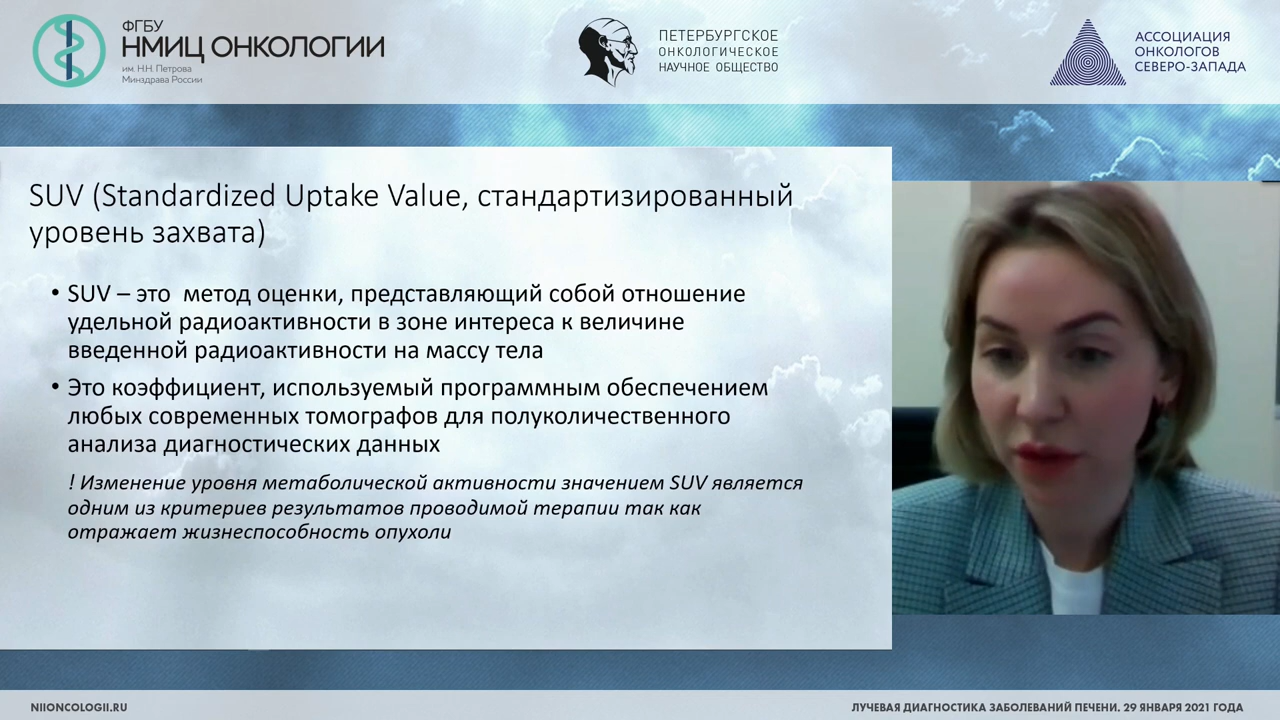 ФГБУ
НМИЦ ОНКОЛОГИИ
им. Н.Н. Петрова
Минздрава России
ПЕТЕРБУРГСКОЕ
ОНКОЛОГИЧЕСКОЕ
НАУЧНОЕ ОБЩЕСТВО
АССОЦИАЦИЯ
ОНКОЛОГОВ
СЕВЕРО-ЗАПАДА
SUV (Standardized Uptake Value, стандартизированный
уровень захвата)
• SUV – это метод оценки, представляющий собой отношение
удельной радиоактивности в зоне интереса к величине
введенной радиоактивности на массу тела
• Это коэффициент, используемый программным обеспечением
любых современных томографов для полуколичественного
анализа диагностических данных
! Изменение уровня метаболической активности значением SUV является
одним из критериев результатов проводимой терапии так как
отражает жизнеспособность опухоли
NIIONCOLOGII.RU
ЛУЧЕВАЯ ДИАГНОСТИКА ЗАБОЛЕВАНИЙ ПЕЧЕНИ. 29 ЯНВАРЯ 2021 ГОДА